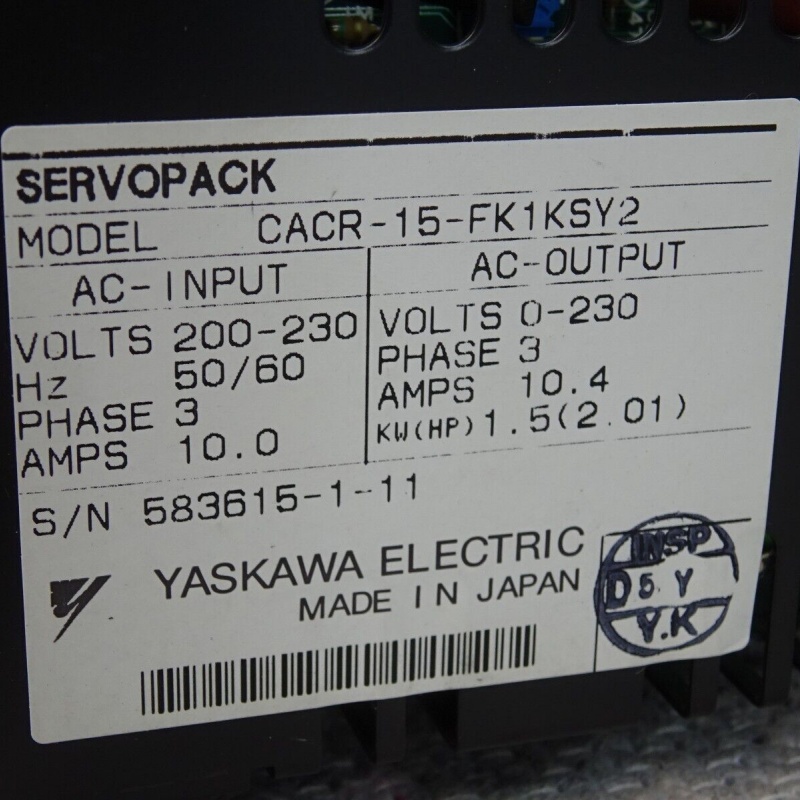 SERVOPACK
MODEL CACR-15-FK1KSY2
AC-INPUT
VOLTS 200-230
Hz 50/60
PHASE 3
AMPS 10.0
AC-OUTPUT
VOLTS 0-230
PHASE 3
AMPS 10.4
KW(HP) 1.5(2.01)
S/N 583615-1-11
YASKAWA ELECTRIC
MADE IN JAPAN
INSP
D 5 Y
Y.K